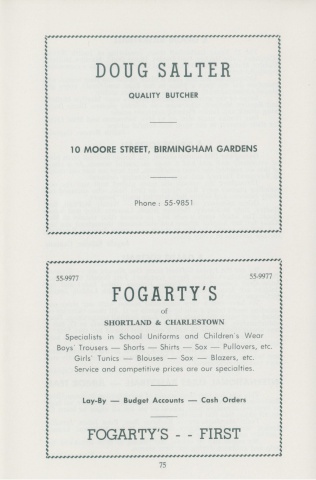 DOUG SALTER
QUALITY BUTCHER
10 MOORE STREET, BIRMINGHAM GARDENS
Phone : 55-9851
55-9977 55-9977
FOGARTY'S
of
SHORTLAND & CHARLESTOWN
Specialists in School Uniforms and Children's Wear
Boys' Trousers — Shorts — Shirts — Sox — Pullovers, etc.
Girls' Tunics — Blouses — Sox — Blazers, etc.
Service and competitive prices are our specialties.
Lay-By — Budget Accounts — Cash Orders
FOGARTY'S - - FIRST
75